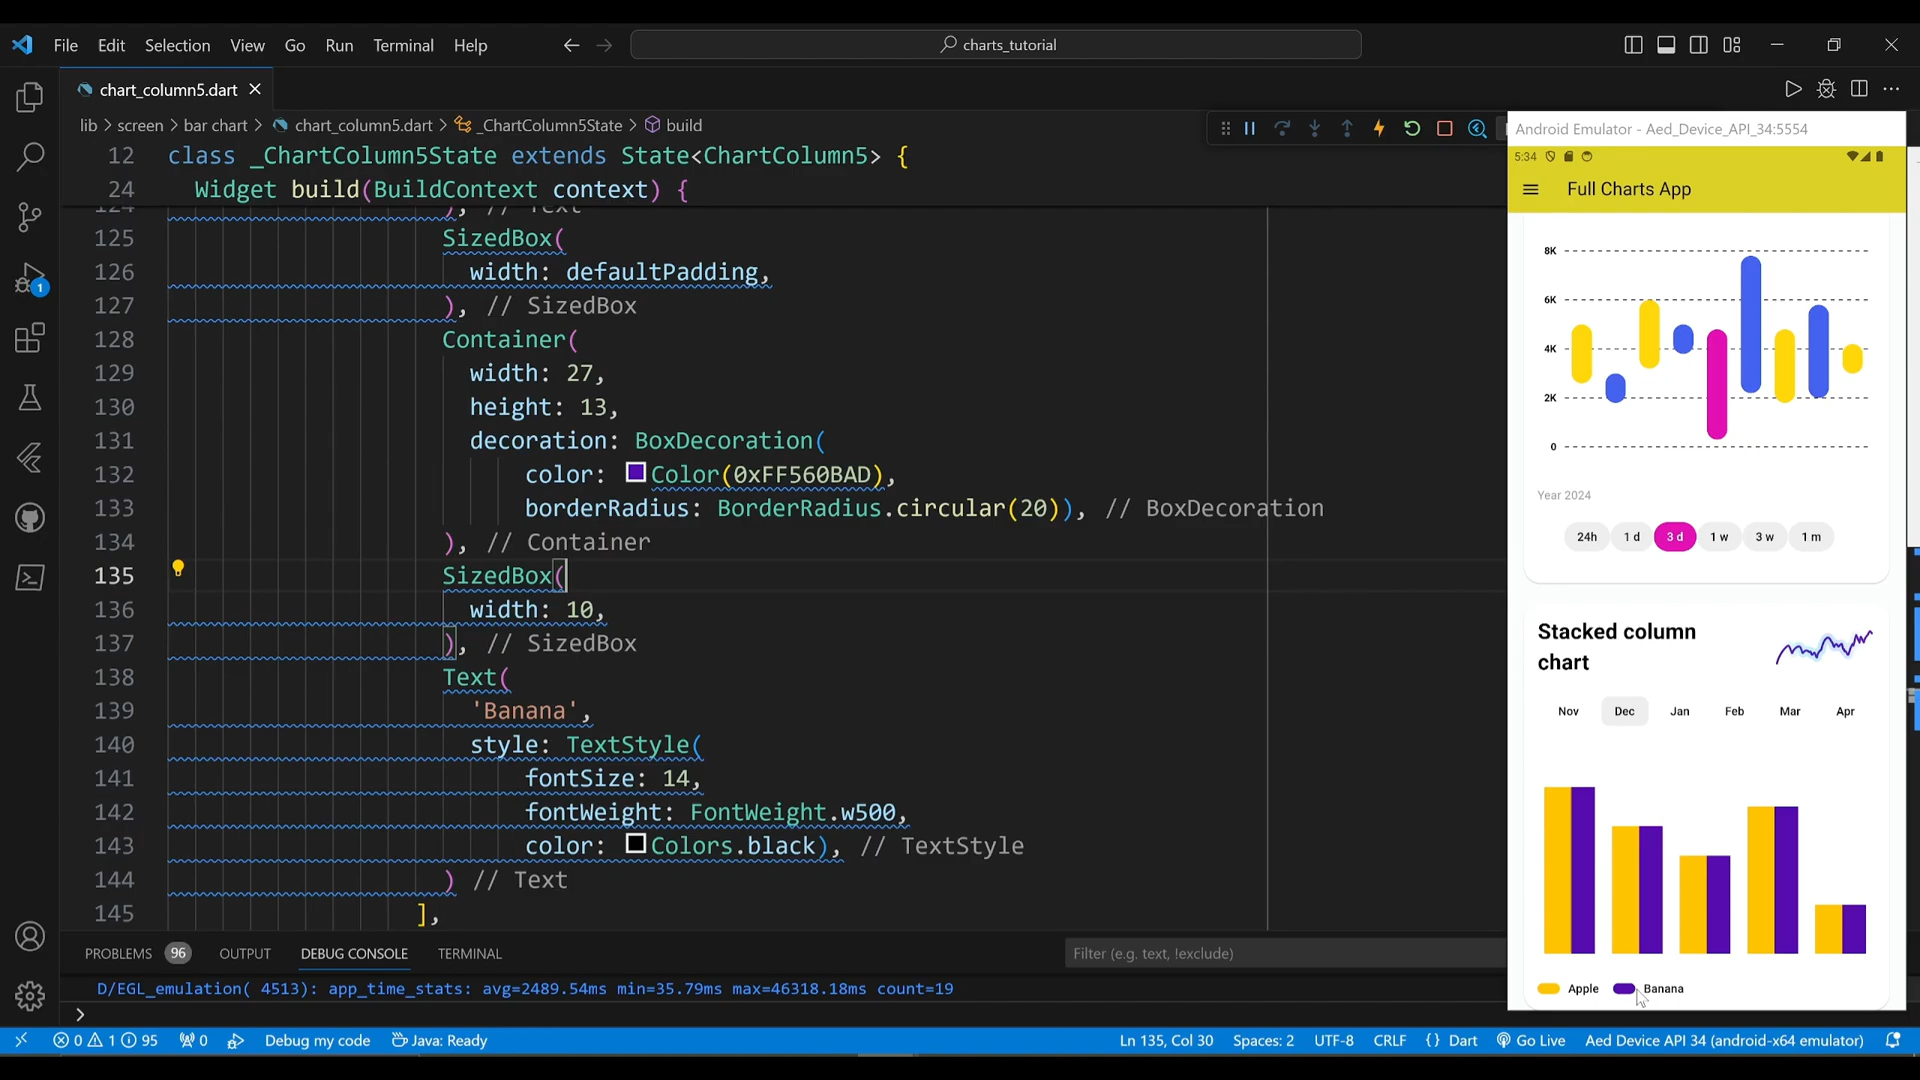 File Edit Selection View Go Run Terminal Help charts_tutorial
chart_column5.dart
lib > screen > bar chart > chart_column5.dart > _ChartColumn5State > build
12 class _ChartColumn5State extends State<ChartColumn5> {
24 Widget build(BuildContext context) {
124 ), // Text
125 SizedBox(
126 width: defaultPadding,
127 ), // SizedBox
128 Container(
129 width: 27,
130 height: 13,
131 decoration: BoxDecoration(
132 color: Color(0xFF560BAD),
133 borderRadius: BorderRadius.circular(20)), // BoxDecoration
134 ), // Container
135 SizedBox(
136 width: 10,
137 ), // SizedBox
138 Text(
139 'Banana',
140 style: TextStyle(
141 fontSize: 14,
142 fontWeight: FontWeight.w500,
143 color: Colors.black), // TextStyle
144 ) // Text
145 ],
PROBLEMS 96 OUTPUT DEBUG CONSOLE TERMINAL Filter (e.g. text, !exclude)
D/EGL_emulation( 4513): app_time_stats: avg=2489.54ms min=35.79ms max=46318.18ms count=19
>
1
0 1 95 0 Debug my code Java: Ready Ln 135, Col 30 Spaces: 2 UTF-8 CRLF {} Dart Go Live Aed Device API 34 (android-x64 emulator)
Android Emulator - Aed_Device_API_34:5554
5:34
Full Charts App
8K
6K
4K
2K
0
Year 2024
24h 1 d 3 d 1 w 3 w 1 m
Stacked column
chart
Nov Dec Jan Feb Mar Apr
Apple Banana